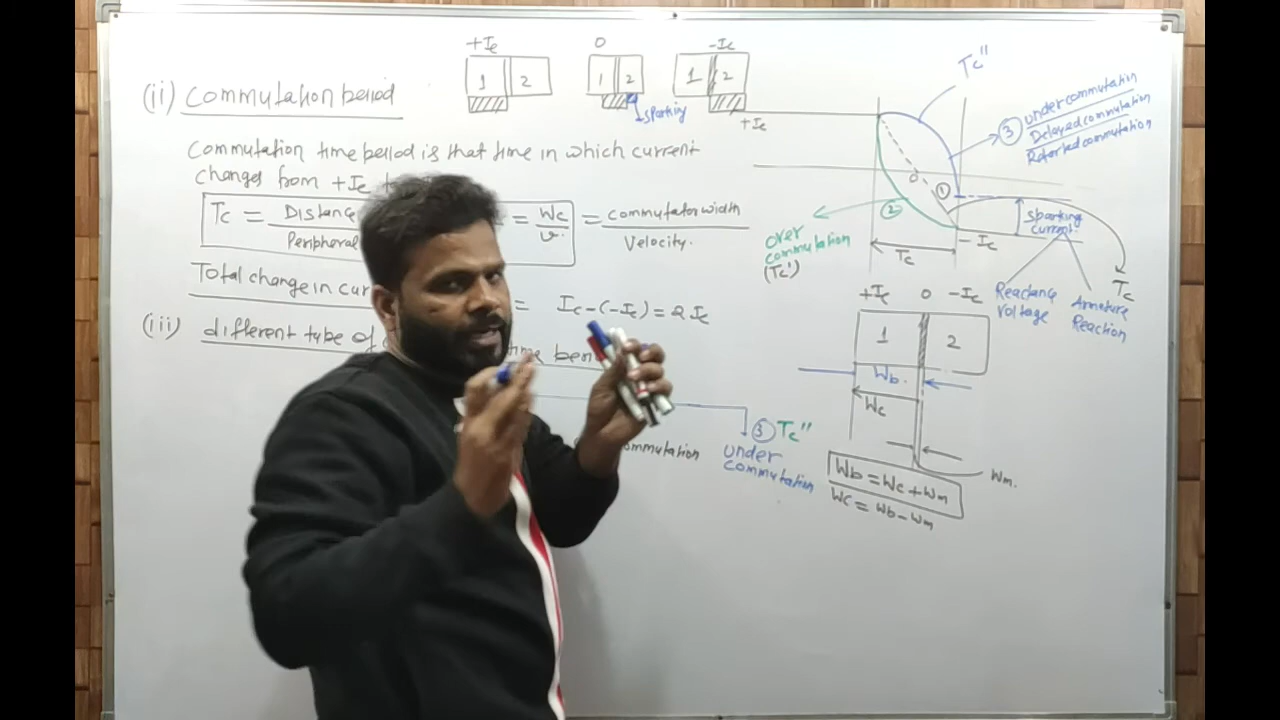 +Ic 0 -Ic
1 2 1 2 1 2
sparking
+Ic
(ii) Commutation period
Commutation time period is that time in which current
changes from +Ic
Tc = Distance = Wc/v = commutator width
Peripheral Velocity.
Total change in = Ic-(-Ic) = 2Ic
(iii) different type of time
commutation
③ Tc''
under
commutation
Tc''
③ under commutation
Delayed commutation
Retorted commutation
0
①
②
over
commutation
(Tc')
Tc
-Ic
sparking
current
Tc
Reactance
voltage
Armature
Reaction
+Ic 0 -Ic
1 2
Wb.
Wc
Wm.
Wb = Wc+Wm
Wc = Wb-Wm